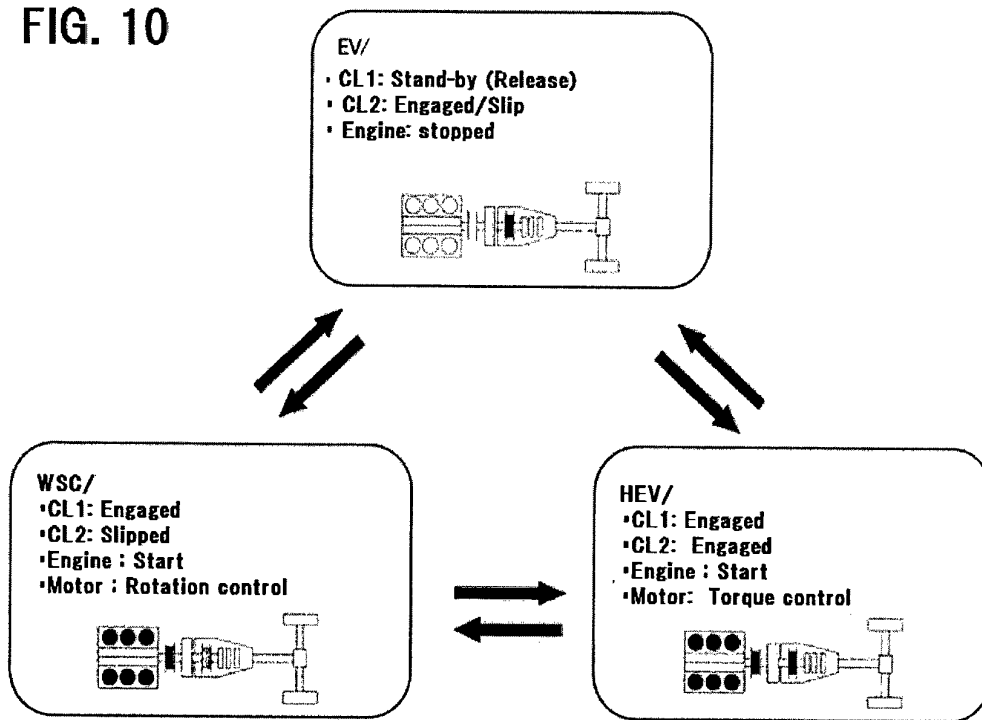 FIG. 10
EV/
· CL1: Stand-by (Release)
· CL2: Engaged/Slip
· Engine: stopped
WSC/
·CL1: Engaged
·CL2: Slipped
·Engine : Start
·Motor : Rotation control
HEV/
·CL1: Engaged
·CL2: Engaged
·Engine : Start
·Motor: Torque control